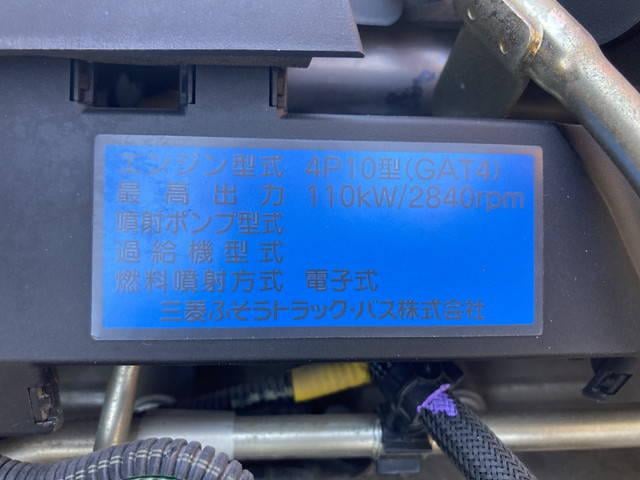 エンジン型式 4P10型(GAT4)
最高出力 110kW/2840rpm
噴射ポンプ型式
過給機型式
燃料噴射方式 電子式
三菱ふそうトラック・バス株式会社